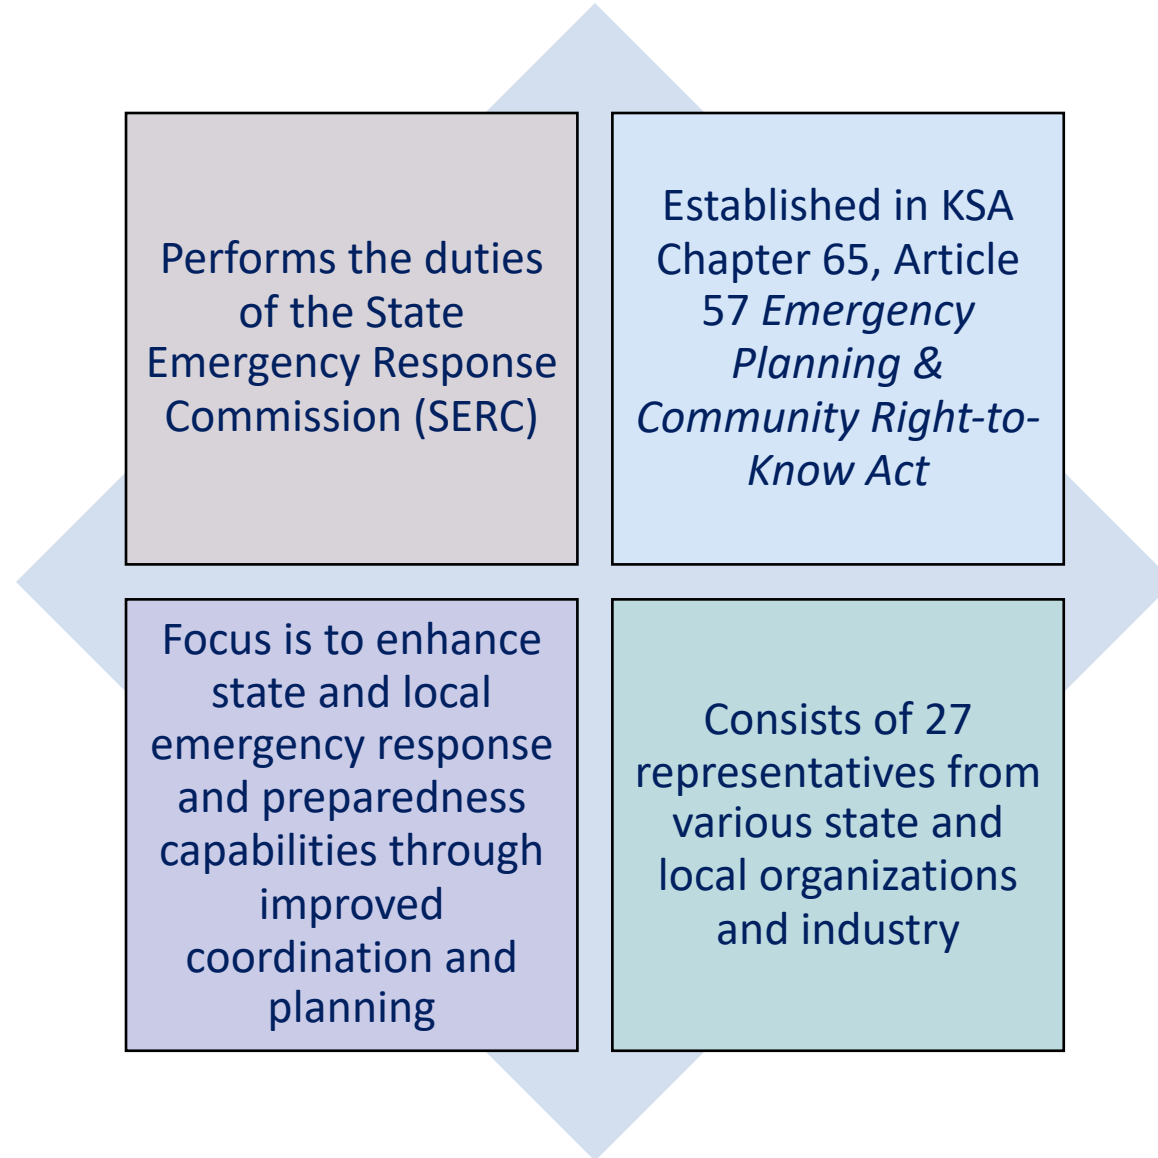 Performs the duties
of the State
Emergency Response
Commission (SERC)
Established in KSA
Chapter 65, Article
57 Emergency
Planning &
Community Right-to-
Know Act
Focus is to enhance
state and local
emergency response
and preparedness
capabilities through
improved
coordination and
planning
Consists of 27
representatives from
various state and
local organizations
and industry